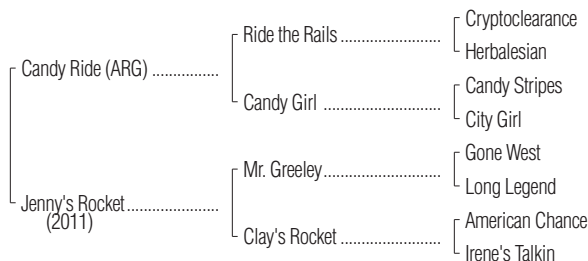 Cryptoclearance
Ride the Rails ....................
Herbalesian
Candy Ride (ARG) ................
Candy Stripes
Candy Girl ...........................
City Girl
Gone West
Mr. Greeley.........................
Long Legend
Jenny's Rocket ......................
(2011)
American Chance
Clay's Rocket ......................
Irene's Talkin